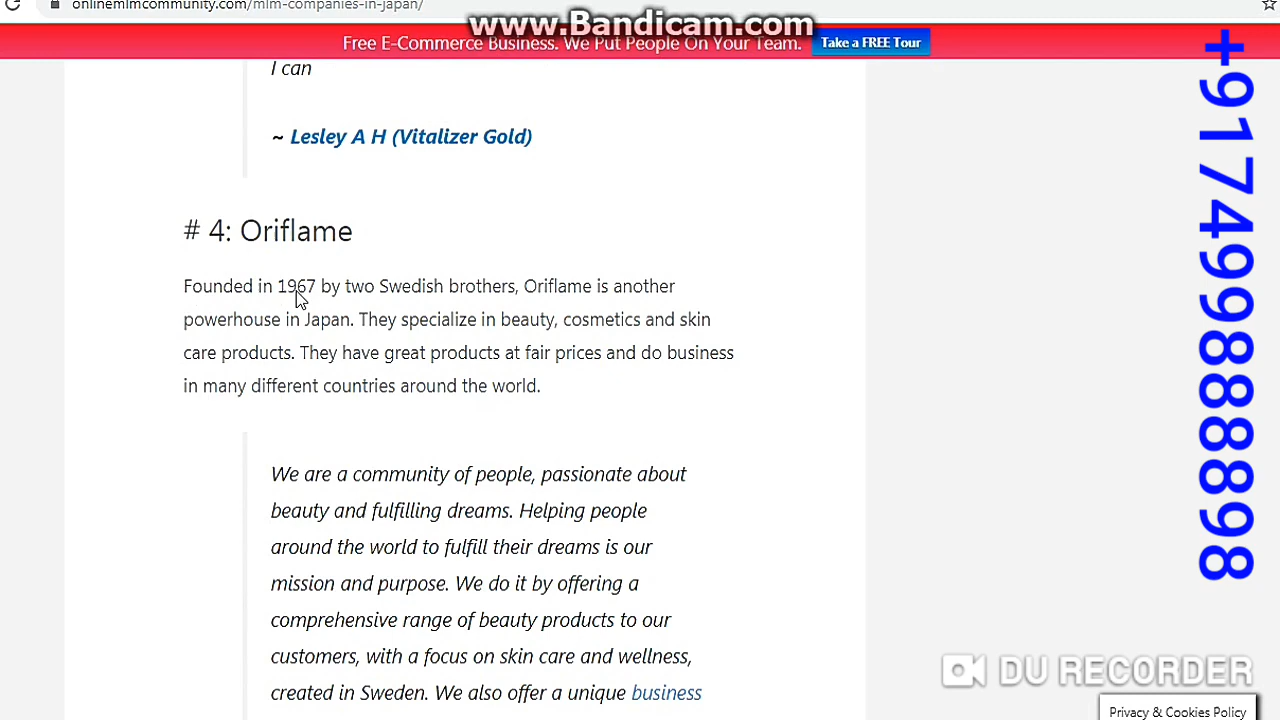 onlinemlmcommunity.com/mlm-companies-in-japan/
www.Bandicam.com
Free E-Commerce Business. We Put People On Your Team.
Take a FREE Tour
I can
~ Lesley A H (Vitalizer Gold)
# 4: Oriflame
Founded in 1967 by two Swedish brothers, Oriflame is another
powerhouse in Japan. They specialize in beauty, cosmetics and skin
care products. They have great products at fair prices and do business
in many different countries around the world.
We are a community of people, passionate about
beauty and fulfilling dreams. Helping people
around the world to fulfill their dreams is our
mission and purpose. We do it by offering a
comprehensive range of beauty products to our
customers, with a focus on skin care and wellness,
created in Sweden. We also offer a unique business
+917499888898
DU RECORDER
Privacy & Cookies Policy